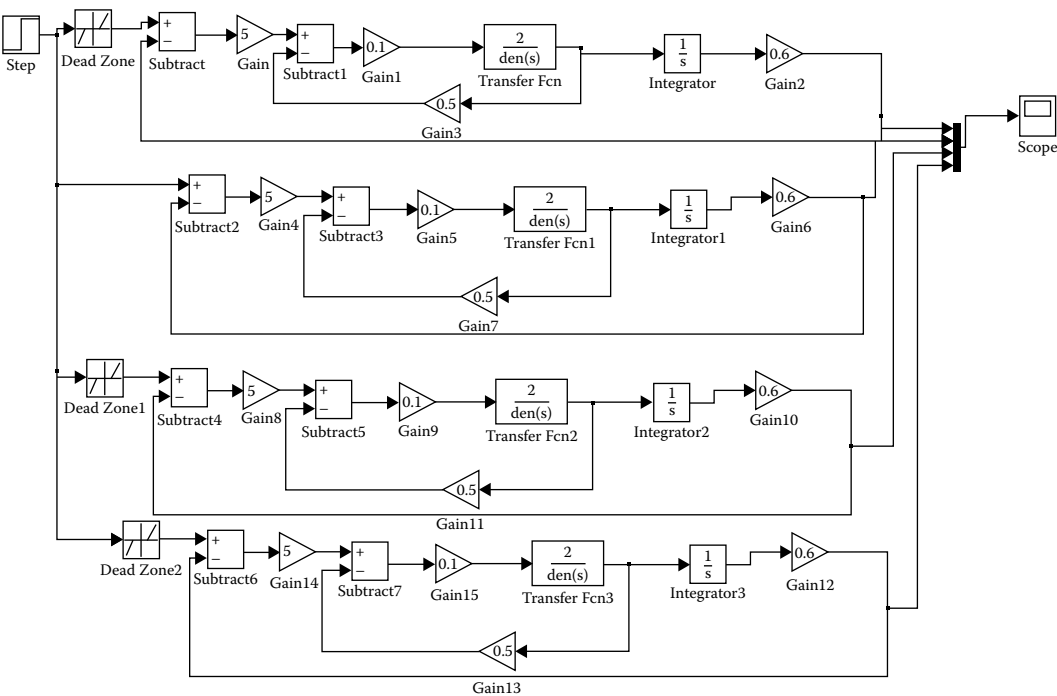 Step
Dead Zone
+
−
Subtract
5
Gain
+
−
Subtract1
0.1
Gain1
2
den(s)
Transfer Fcn
1
s
Integrator
0.6
Gain2
0.5
Gain3
Scope
+
−
Subtract2
5
Gain4
+
−
Subtract3
0.1
Gain5
2
den(s)
Transfer Fcn1
1
s
Integrator1
0.6
Gain6
0.5
Gain7
Dead Zone1
+
−
Subtract4
5
Gain8
+
−
Subtract5
0.1
Gain9
2
den(s)
Transfer Fcn2
1
s
Integrator2
0.6
Gain10
0.5
Gain11
Dead Zone2
+
−
Subtract6
5
Gain14
+
−
Subtract7
0.1
Gain15
2
den(s)
Transfer Fcn3
1
s
Integrator3
0.6
Gain12
0.5
Gain13